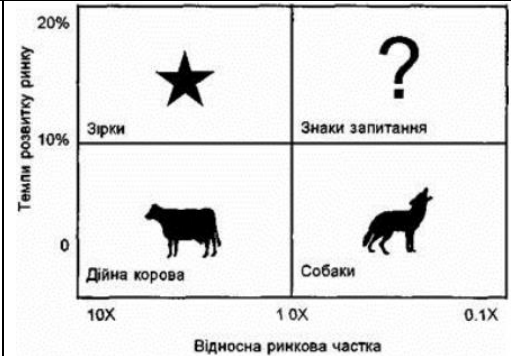 Темпи розвитку ринку
20%
10%
0
Зірки
?
Знаки запитання
Дійна корова
Собаки
10X
1 0X
0.1X
Відносна ринкова частка